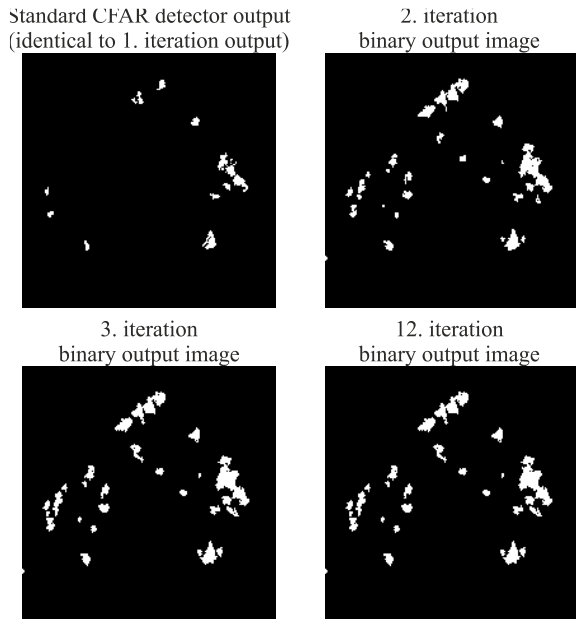 Standard CFAR detector output
(identical to 1. iteration output)
2. iteration
binary output image
3. iteration
binary output image
12. iteration
binary output image